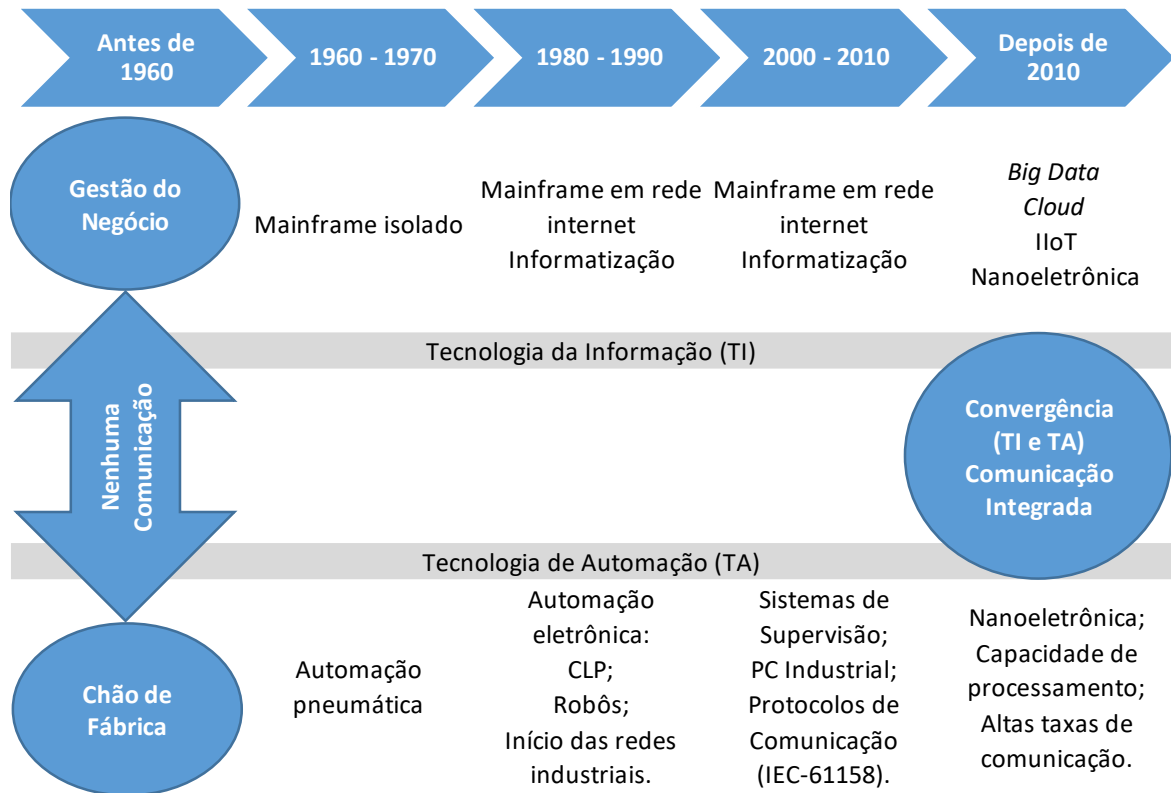 Antes de
1960
1960 - 1970
1980 - 1990
2000 - 2010
Depois de
2010
Gestão do
Negócio
Mainframe isolado
Mainframe em rede
internet
Informatização
Mainframe em rede
internet
Informatização
Big Data
Cloud
IIoT
Nanoeletrônica
Tecnologia da Informação (TI)
Nenhuma
Comunicação
Convergência
(TI e TA)
Comunicação
Integrada
Tecnologia de Automação (TA)
Chão de
Fábrica
Automação
pneumática
Automação
eletrônica:
CLP;
Robôs;
Início das redes
industriais.
Sistemas de
Supervisão;
PC Industrial;
Protocolos de
Comunicação
(IEC-61158).
Nanoeletrônica;
Capacidade de
processamento;
Altas taxas de
comunicação.